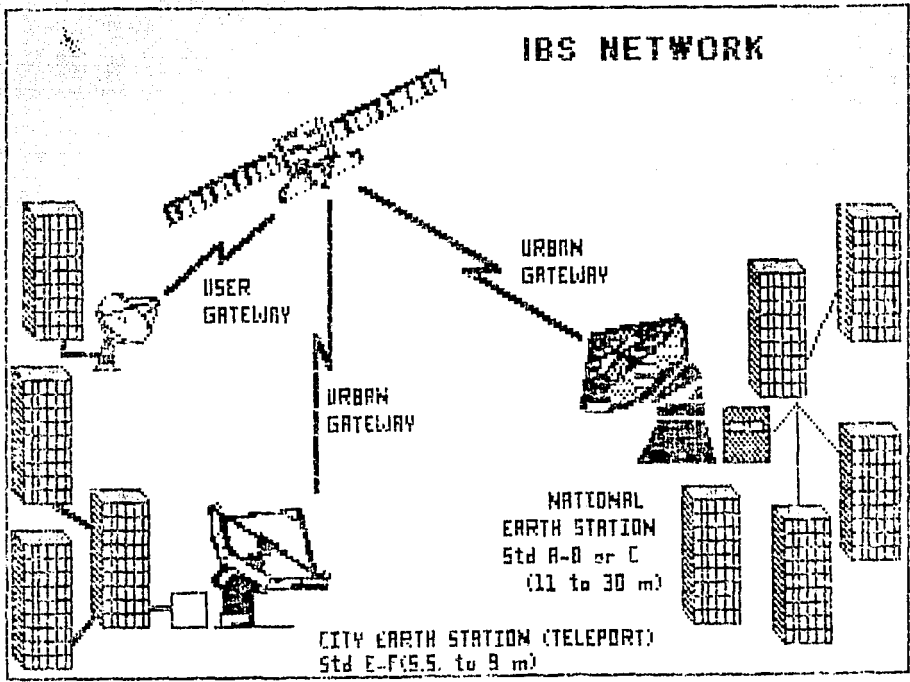 IBS NETWORK
USER
GATEWAY
URBAN
GATEWAY
URBAN
GATEWAY
NATIONAL
EARTH STATION
Std A-B or C
(11 to 30 m)
CITY EARTH STATION (TELEPORT)
Std E-F(5.5. to 9 m)